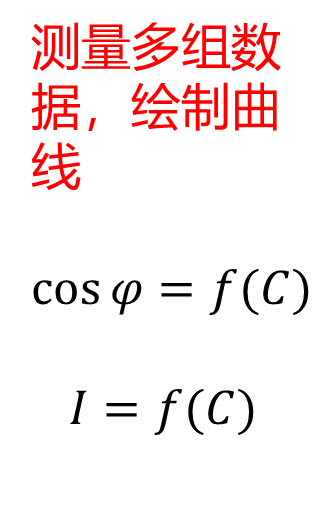 测量多组数
据，绘制曲
线
cos φ = f(C)
I = f(C)